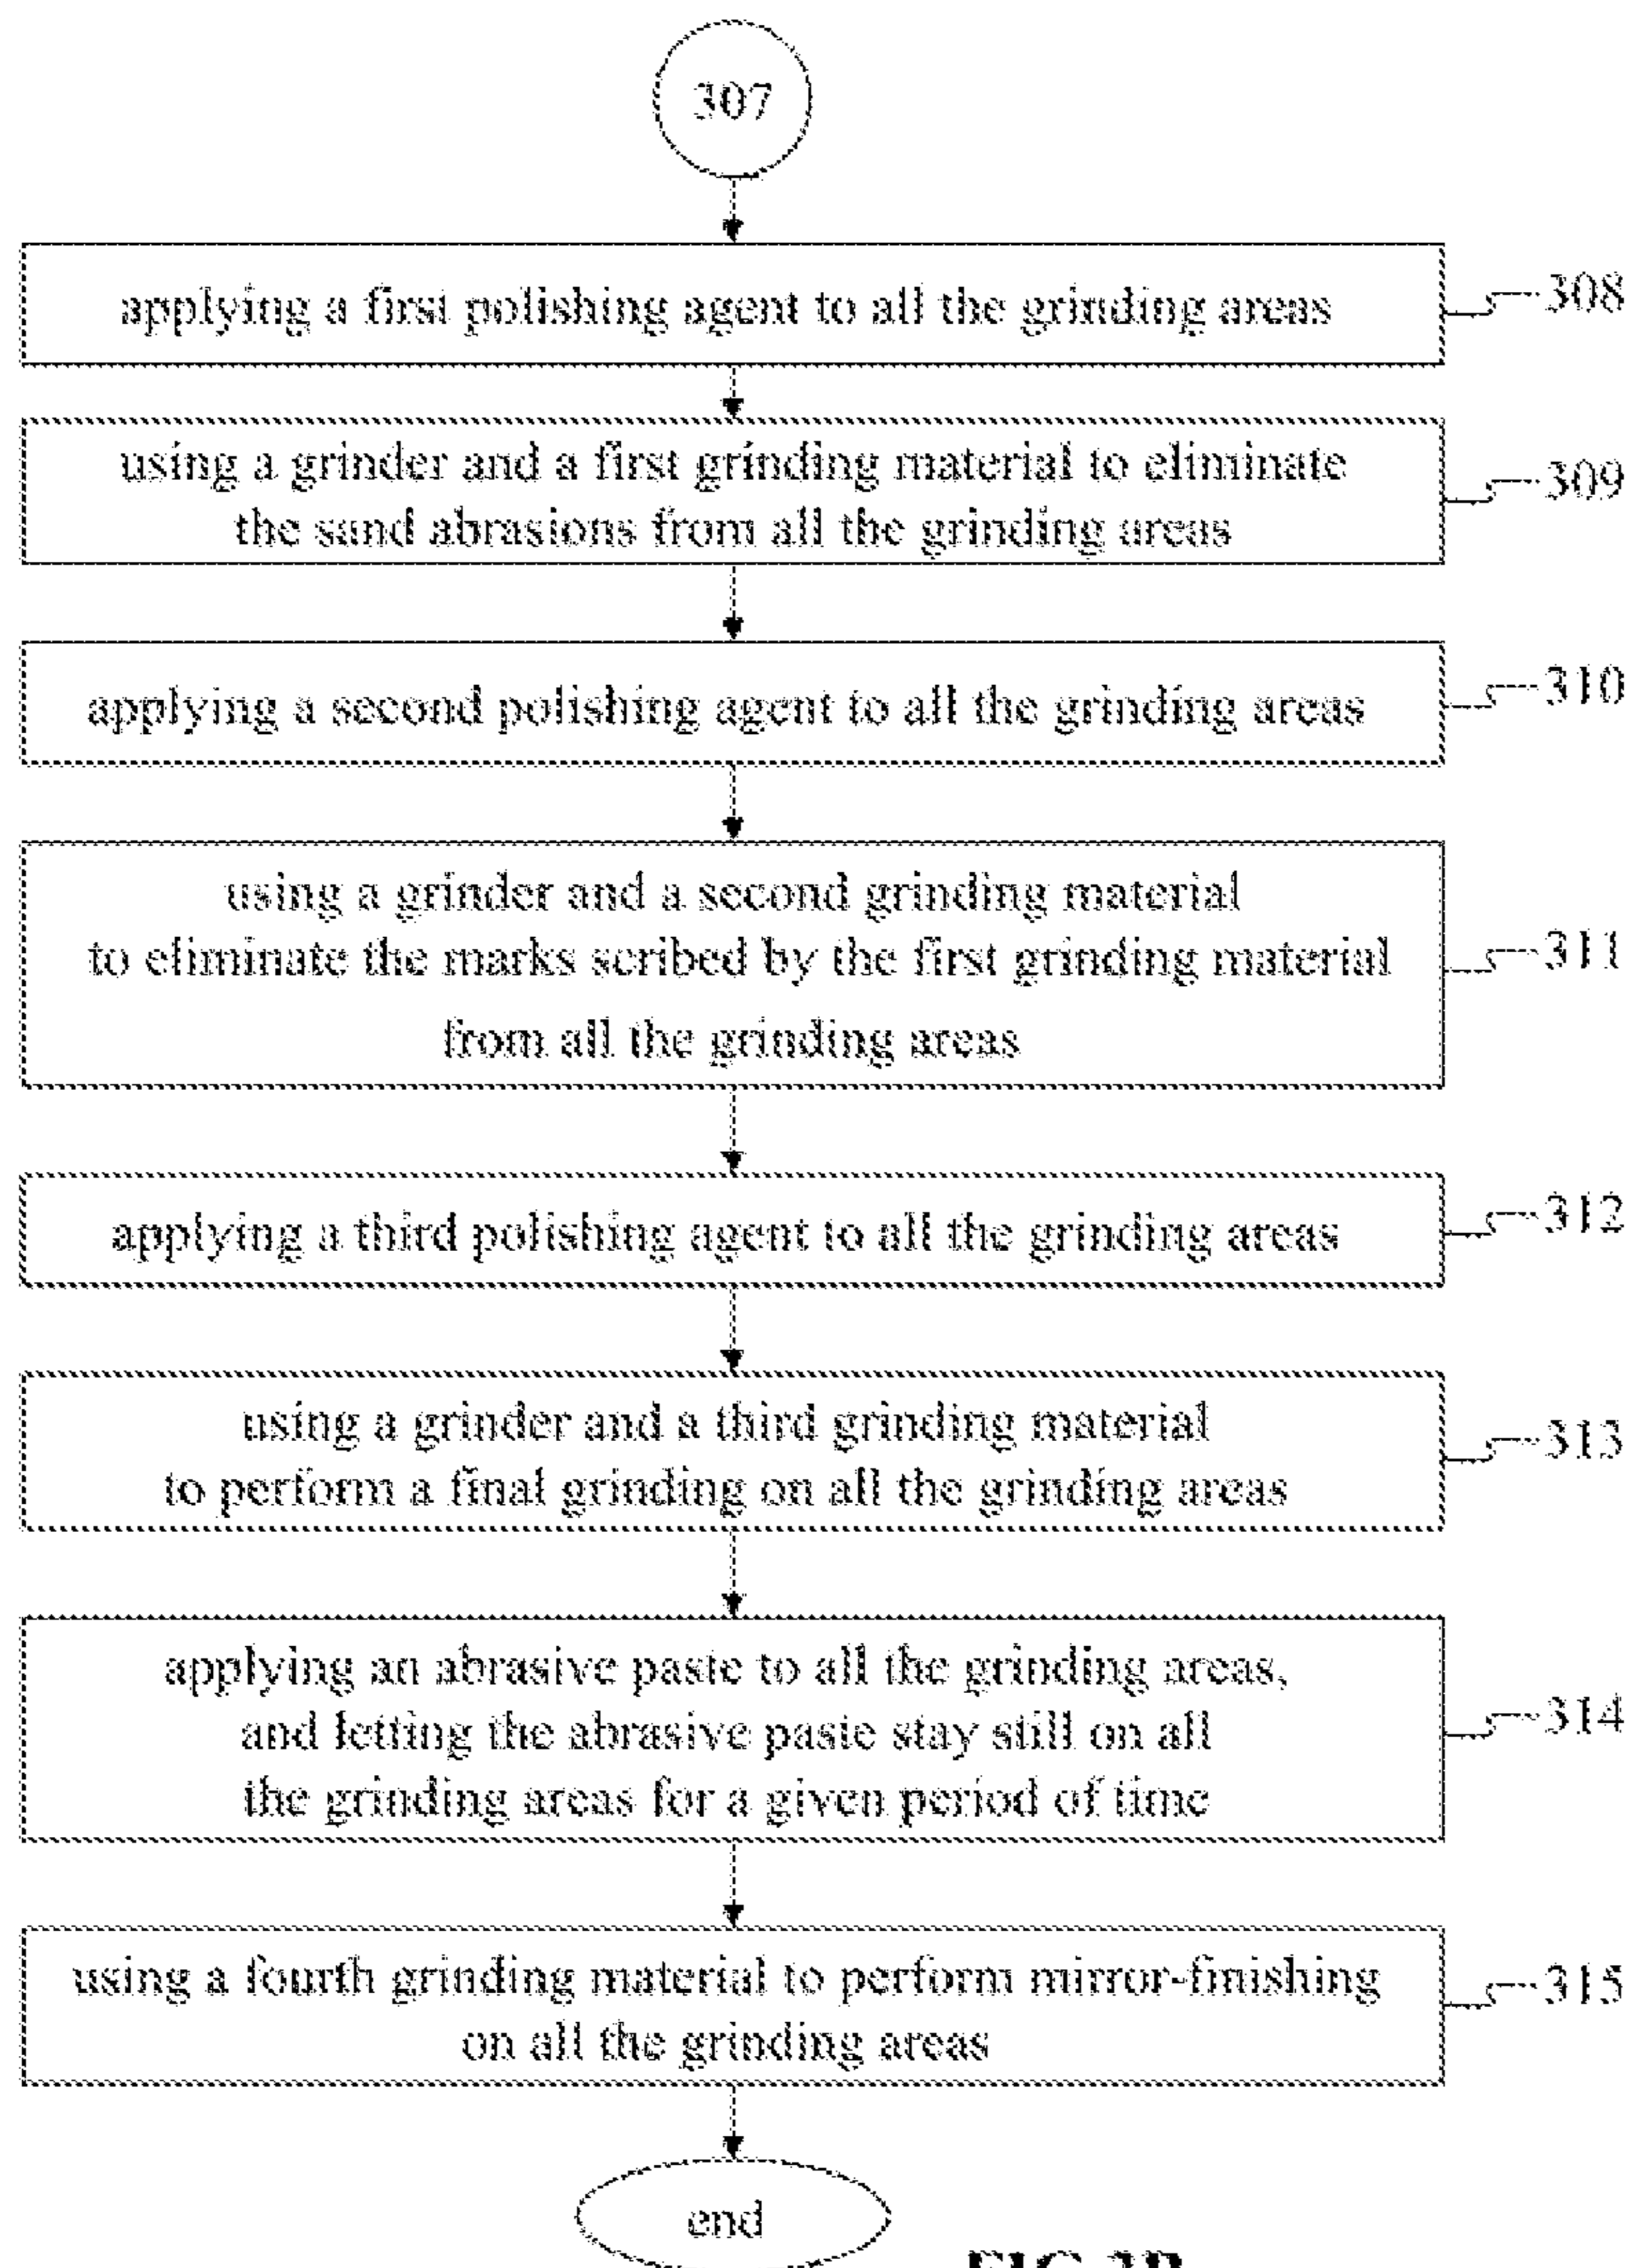 307
applying a first polishing agent to all the grinding areas
308
using a grinder and a first grinding material to eliminate
the sand abrasions from all the grinding areas
309
applying a second polishing agent to all the grinding areas
310
using a grinder and a second grinding material
to eliminate the marks scribed by the first grinding material
from all the grinding areas
311
applying a third polishing agent to all the grinding areas
312
using a grinder and a third grinding material
to perform a final grinding on all the grinding areas
313
applying an abrasive paste to all the grinding areas,
and letting the abrasive paste stay still on all
the grinding areas for a given period of time
314
using a fourth grinding material to perform mirror-finishing
on all the grinding areas
315
end